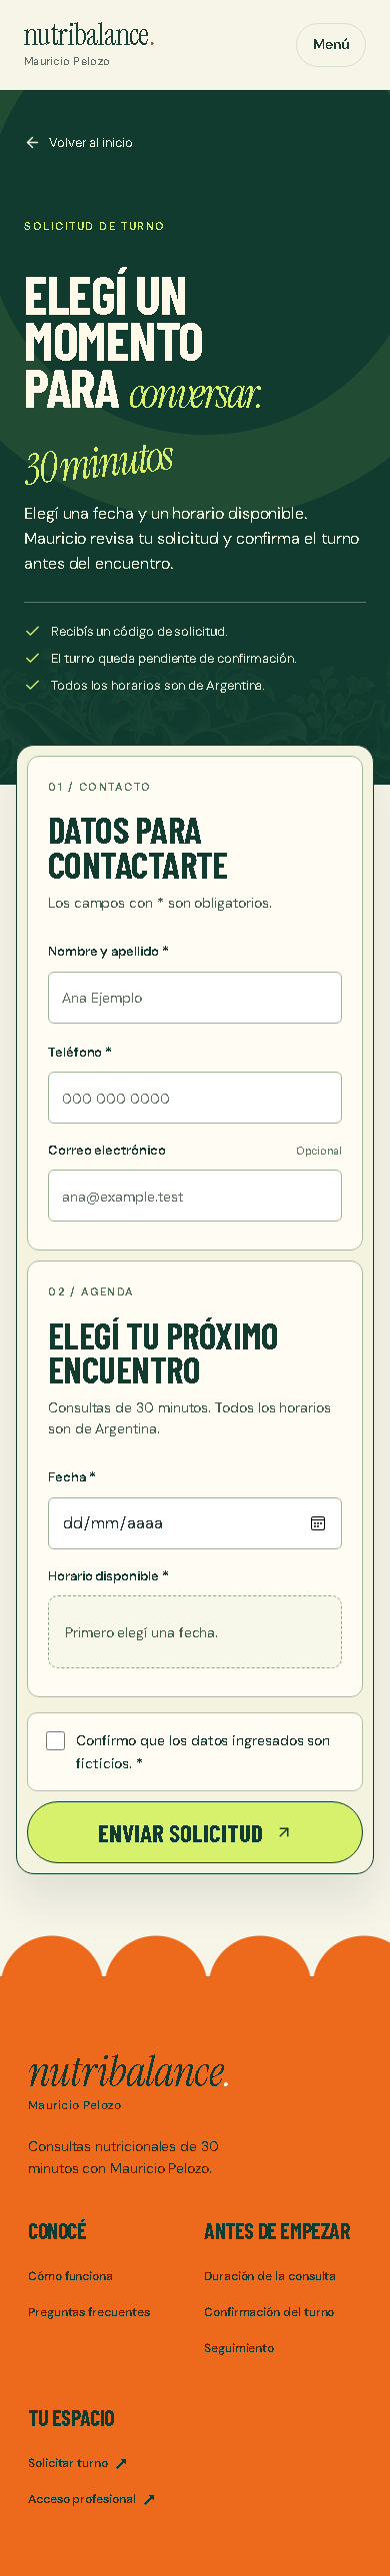 nutribalance.
Mauricio Pelozo
Menú
Volver al inicio
SOLICITUD DE TURNO
ELEGÍ UN
MOMENTO
PARA conversar.
30 minutos
Elegí una fecha y un horario disponible.
Mauricio revisa tu solicitud y confirma el turno
antes del encuentro.
Recibís un código de solicitud.
El turno queda pendiente de confirmación.
Todos los horarios son de Argentina.
01 / CONTACTO
DATOS PARA
CONTACTARTE
Los campos con * son obligatorios.
Nombre y apellido *
Ana Ejemplo
Teléfono *
000 000 0000
Correo electrónico Opcional
ana@example.test
02 / AGENDA
ELEGÍ TU PRÓXIMO
ENCUENTRO
Consultas de 30 minutos. Todos los horarios
son de Argentina.
Fecha *
dd/mm/aaaa
Horario disponible *
Primero elegí una fecha.
Confirmo que los datos ingresados son
ficticios. *
ENVIAR SOLICITUD
nutribalance.
Mauricio Pelozo
Consultas nutricionales de 30
minutos con Mauricio Pelozo.
CONOCÉ
Cómo funciona
Preguntas frecuentes
ANTES DE EMPEZAR
Duración de la consulta
Confirmación del turno
Seguimiento
TU ESPACIO
Solicitar turno ↗
Acceso profesional ↗